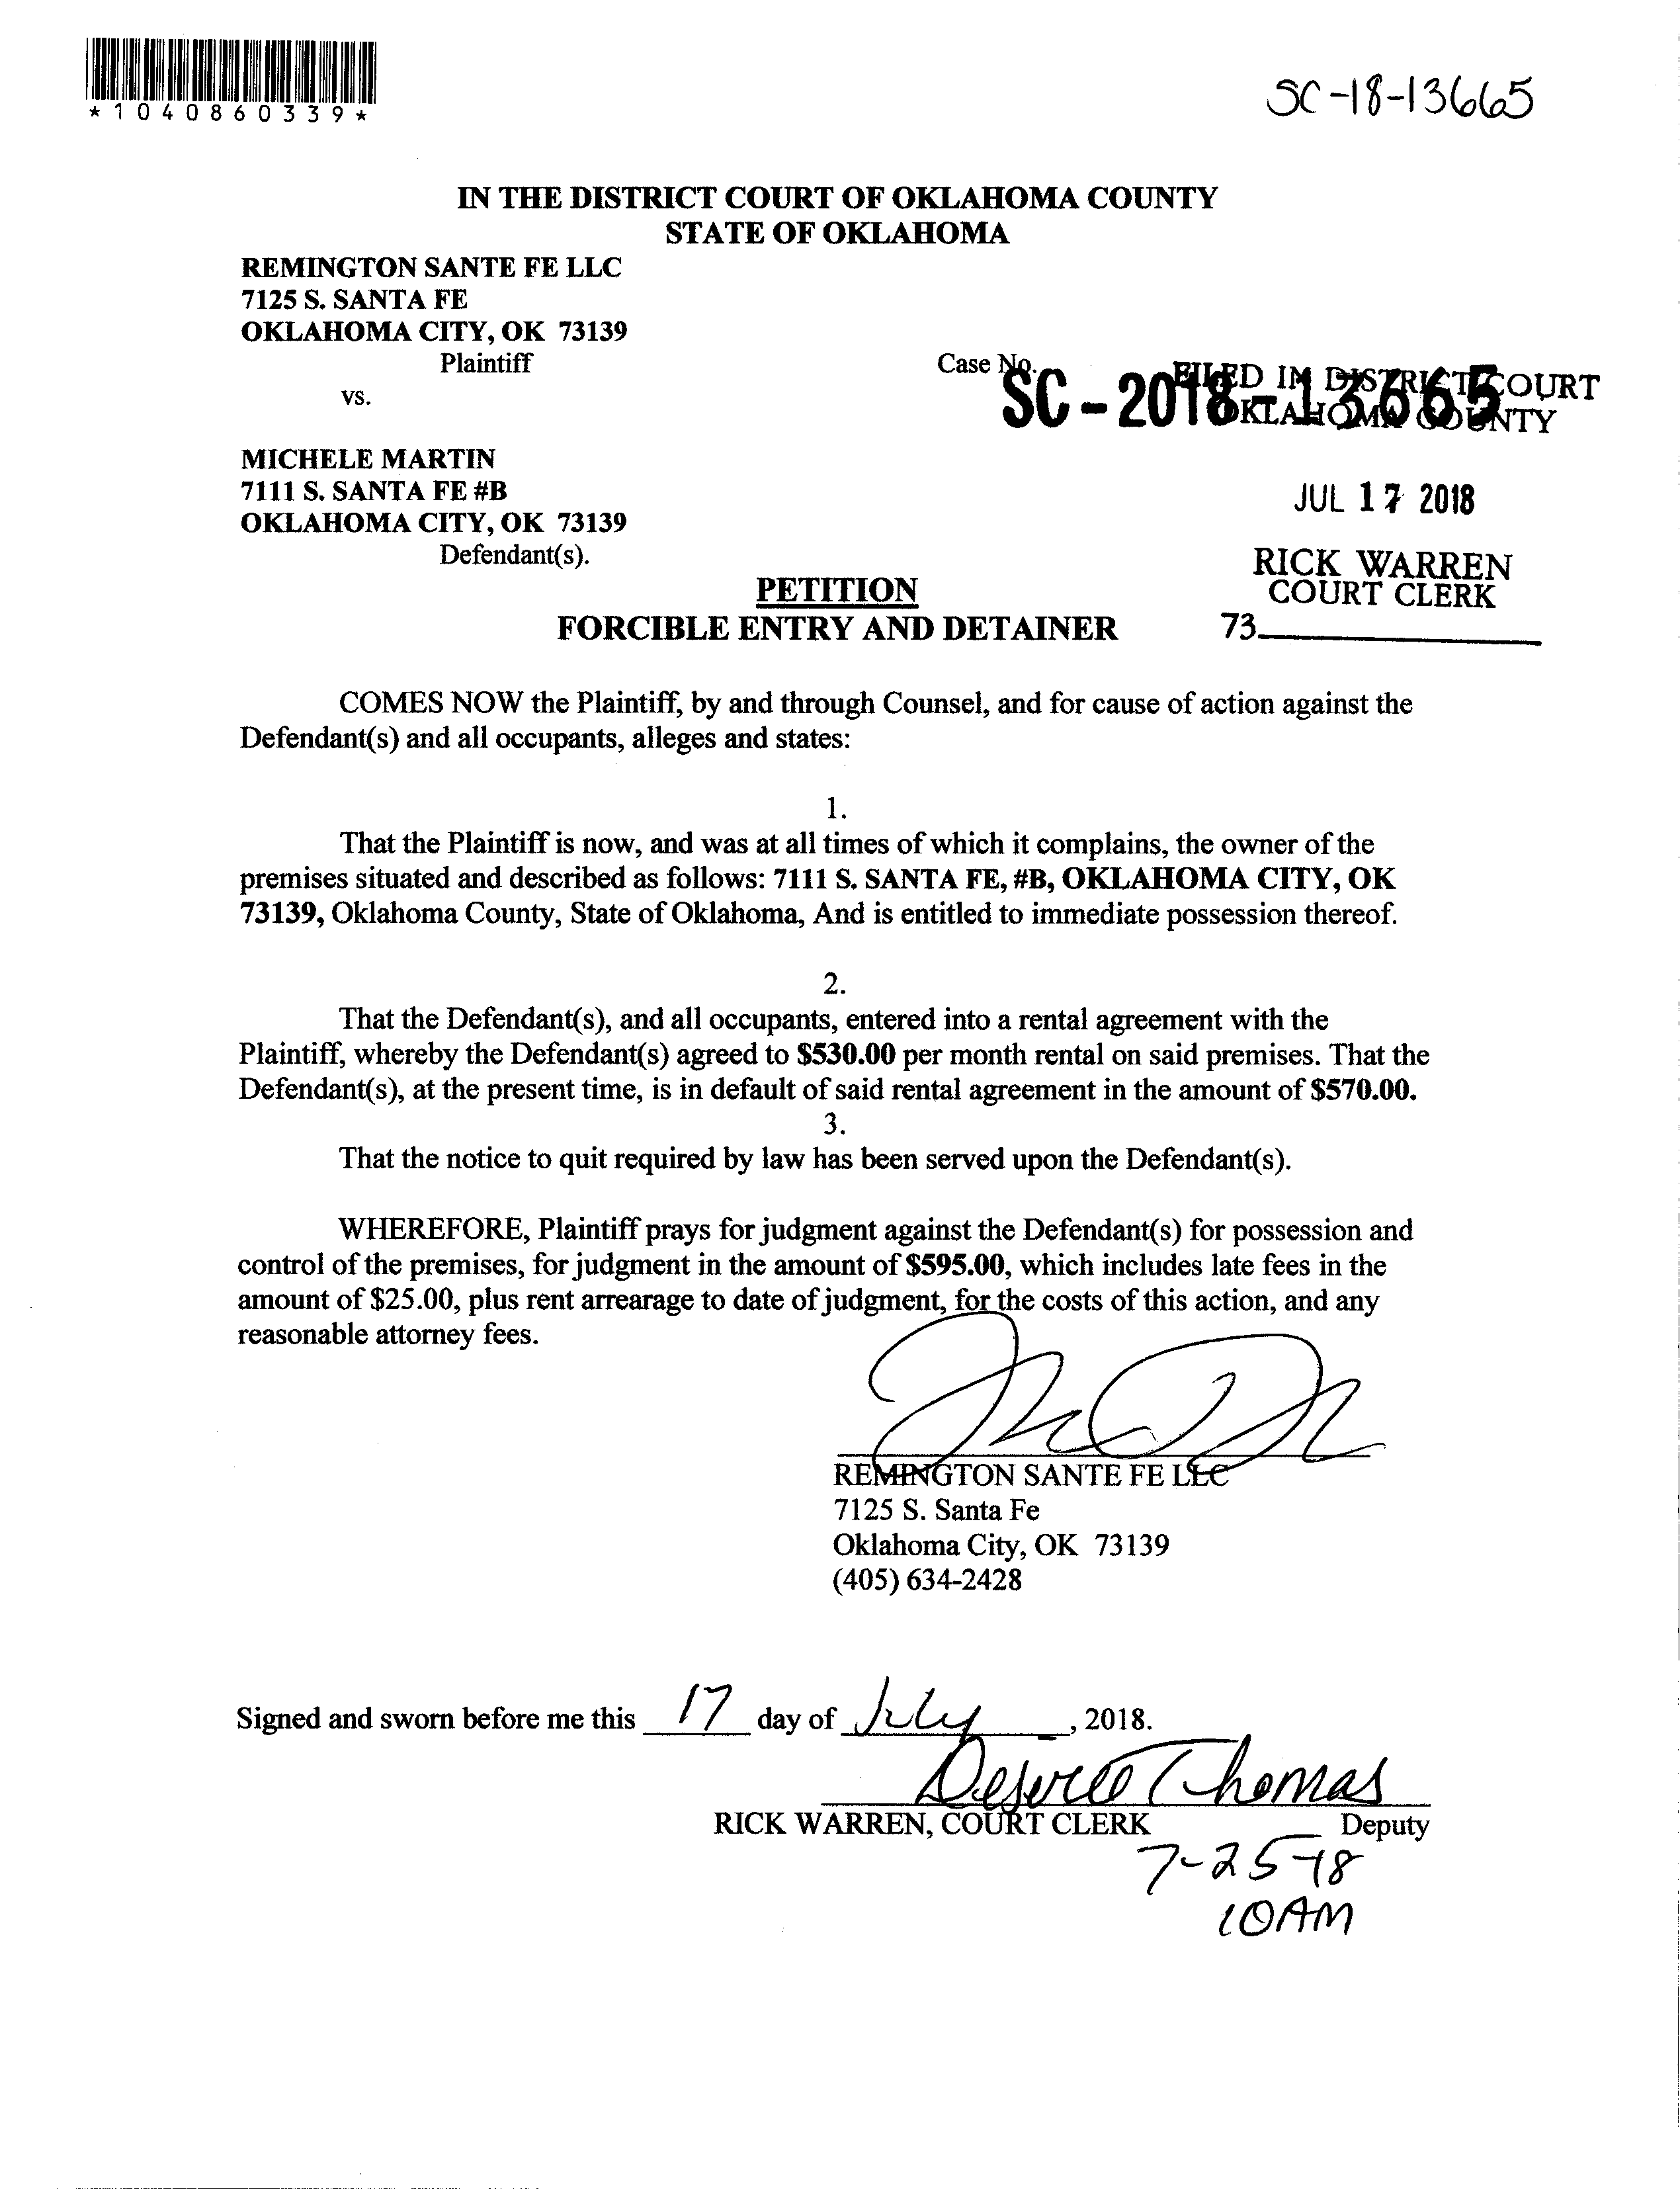 *1040860339*
SC-18-13665
IN THE DISTRICT COURT OF OKLAHOMA COUNTY
STATE OF OKLAHOMA
REMINGTON SANTE FE LLC
7125 S. SANTA FE
OKLAHOMA CITY, OK 73139
Plaintiff
vs.
Case No.
SC-2018-13665
FILED IN DISTRICT COURT
OKLAHOMA COUNTY
MICHELE MARTIN
7111 S. SANTA FE #B
OKLAHOMA CITY, OK 73139
Defendant(s).
JUL 17 2018
RICK WARREN
COURT CLERK
73
PETITION
FORCIBLE ENTRY AND DETAINER
COMES NOW the Plaintiff, by and through Counsel, and for cause of action against the
Defendant(s) and all occupants, alleges and states:
1.
That the Plaintiff is now, and was at all times of which it complains, the owner of the
premises situated and described as follows: 7111 S. SANTA FE, #B, OKLAHOMA CITY, OK
73139, Oklahoma County, State of Oklahoma, And is entitled to immediate possession thereof.
2.
That the Defendant(s), and all occupants, entered into a rental agreement with the
Plaintiff, whereby the Defendant(s) agreed to $530.00 per month rental on said premises. That the
Defendant(s), at the present time, is in default of said rental agreement in the amount of $570.00.
3.
That the notice to quit required by law has been served upon the Defendant(s).
WHEREFORE, Plaintiff prays for judgment against the Defendant(s) for possession and
control of the premises, for judgment in the amount of $595.00, which includes late fees in the
amount of $25.00, plus rent arrearage to date of judgment, for the costs of this action, and any
reasonable attorney fees.
REMINGTON SANTE FE LLC
7125 S. Santa Fe
Oklahoma City, OK 73139
(405) 634-2428
Signed and sworn before me this 17 day of July, 2018.
Desiree Thomas
RICK WARREN, COURT CLERK Deputy
7-25-18
10AM